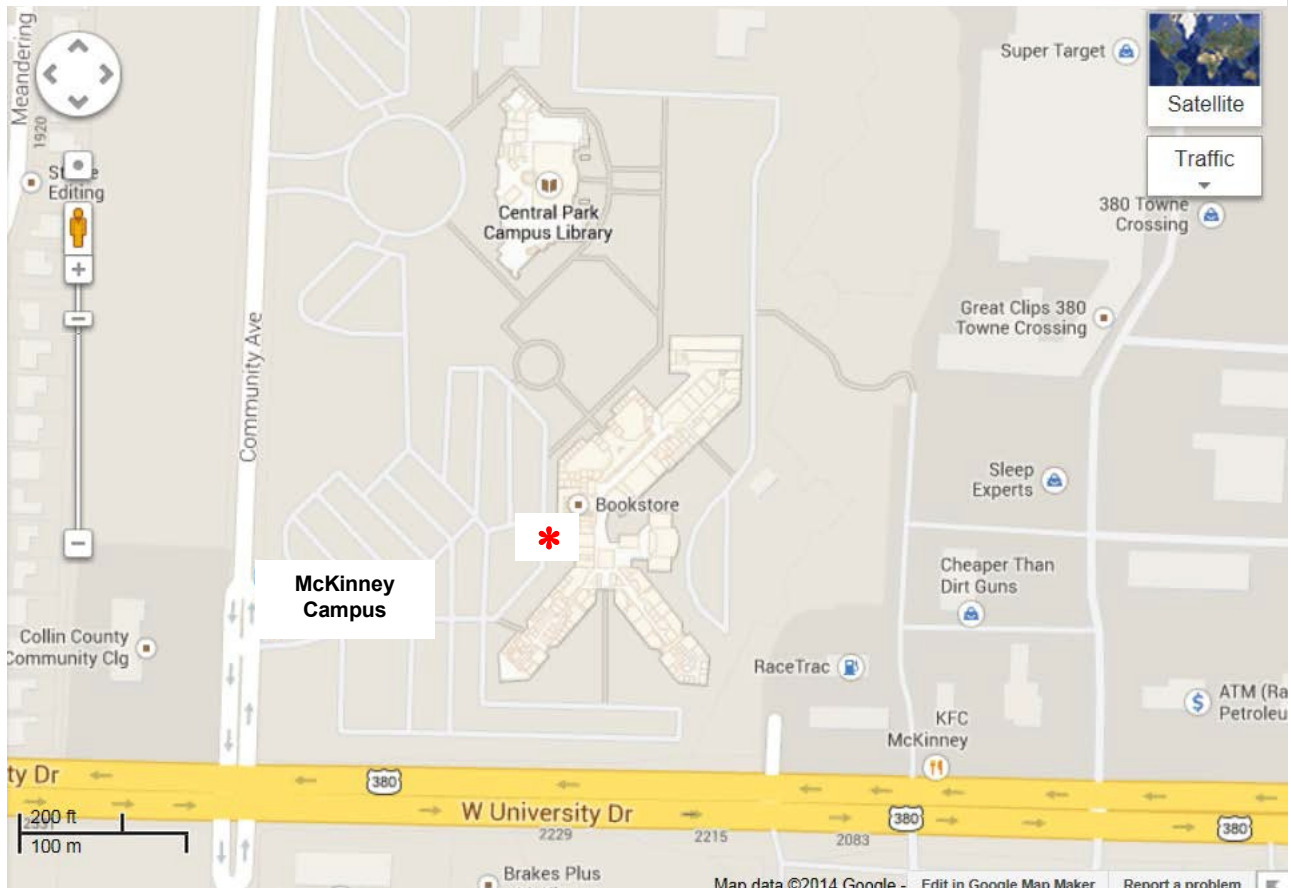 Meandering
1920
Editing
Super Target
Satellite
Traffic
380 Towne
Crossing
Central Park
Campus Library
Great Clips 380
Towne Crossing
Community Ave
Sleep
Experts
Bookstore
*
McKinney
Campus
Cheaper Than
Dirt Guns
Collin County
Community Clg
RaceTrac
ATM (Ra
Petroleu
KFC
McKinney
ty Dr
380
W University Dr
380
380
200 ft
100 m
2229
2215
2083
Brakes Plus
Map data ©2014 Google -
Edit in Google Map Maker
Report a problem